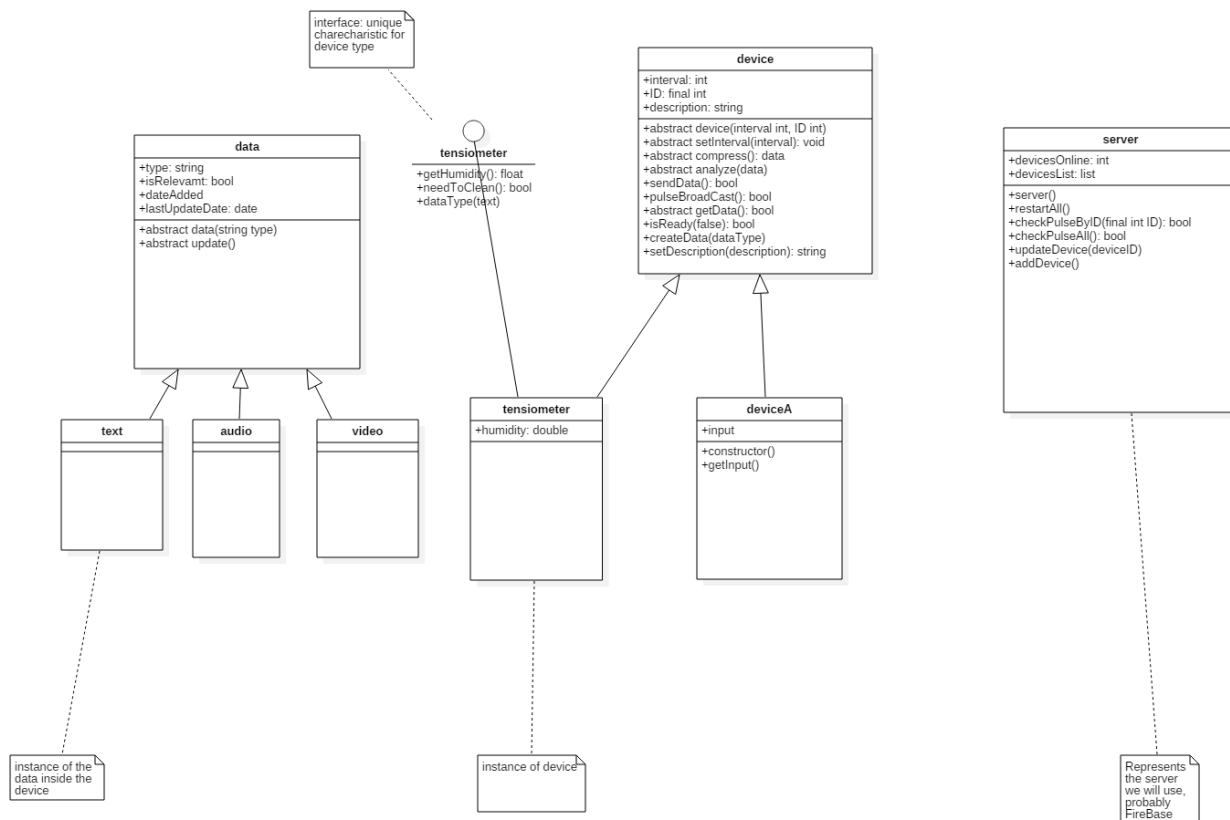 interface: unique
charecharistic for
device type
device
+interval: int
+ID: final int
+description: string
+abstract device(interval int, ID int)
+abstract setInterval(interval): void
+abstract compress(): data
+abstract analyze(data)
+sendData(): bool
+pulseBroadCast(): bool
+abstract getData(): bool
+isReady(false): bool
+createData(dataType)
+setDescription(description): string
data
+type: string
+isRelevamt: bool
+dateAdded
+lastUpdateDate: date
+abstract data(string type)
+abstract update()
tensiometer
+getHumidity(): float
+needToClean(): bool
+dataType(text)
server
+devicesOnline: int
+devicesList: list
+server()
+restartAll()
+checkPulseByID(final int ID): bool
+checkPulseAll(): bool
+updateDevice(deviceID)
+addDevice()
text
audio
video
tensiometer
+humidity: double
deviceA
+input
+constructor()
+getInput()
instance of the
data inside the
device
instance of device
Represents
the server
we will use,
probably
FireBase